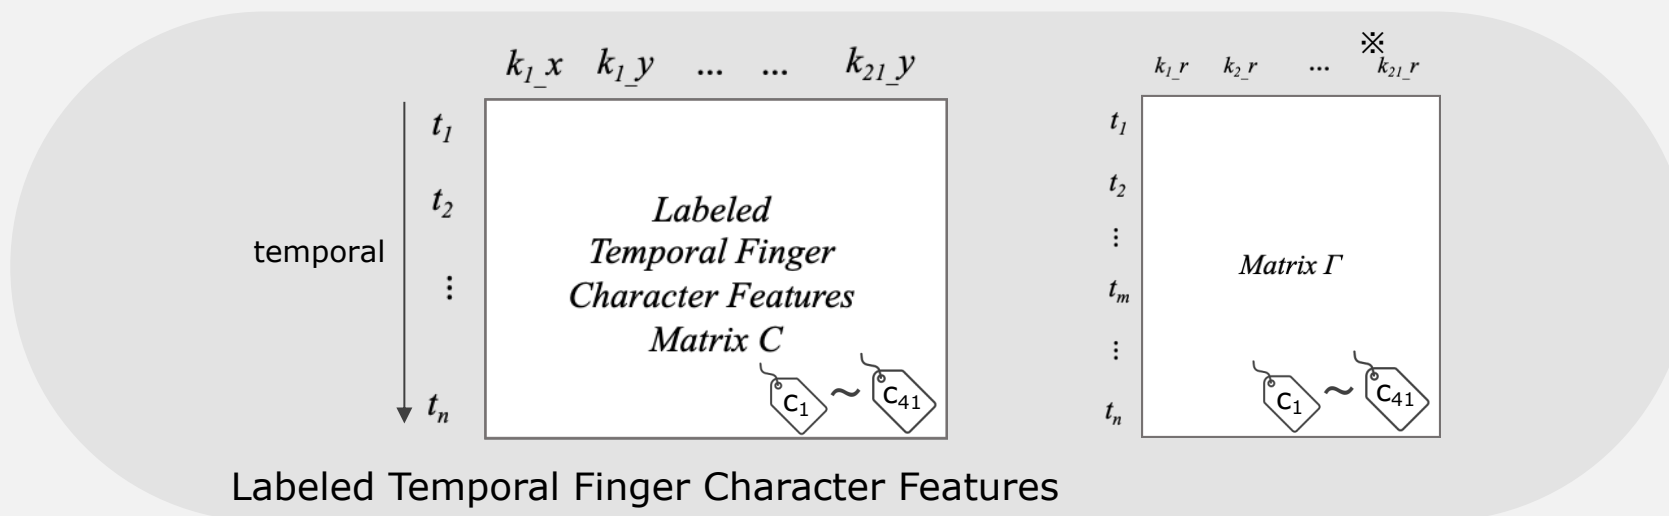 k1_x k1_y ... ... k21_y
temporal
t1
t2
⋮
tn
Labeled
Temporal Finger
Character Features
Matrix C
C1 ~ C41
※
k1_r k2_r ... k21_r
t1
t2
⋮
tm
⋮
tn
Matrix Γ
C1 ~ C41
Labeled Temporal Finger Character Features